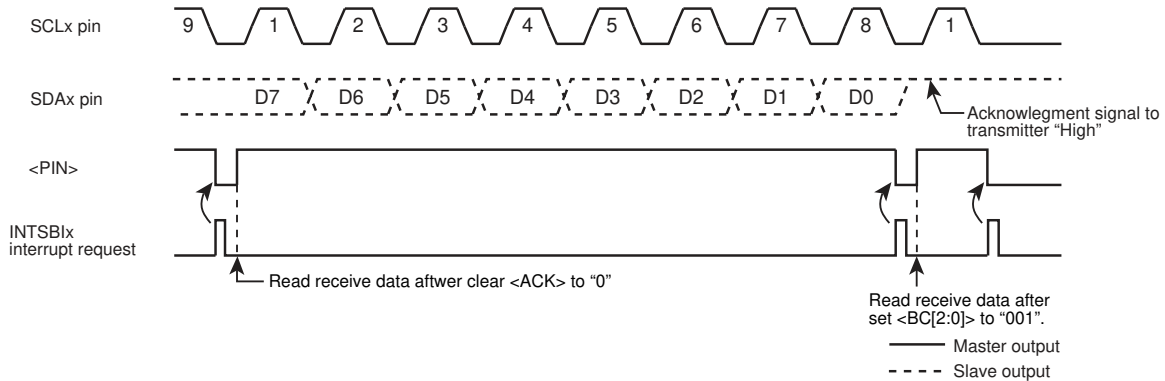 SCLx pin 9 1 2 3 4 5 6 7 8 1
SDAx pin D7 D6 D5 D4 D3 D2 D1 D0
Acknowlegment signal to
transmitter “High”
<PIN>
INTSBIx
interrupt request
Read receive data aftwer clear <ACK> to “0”
Read receive data after
set <BC[2:0]> to “001”.
Master output
Slave output